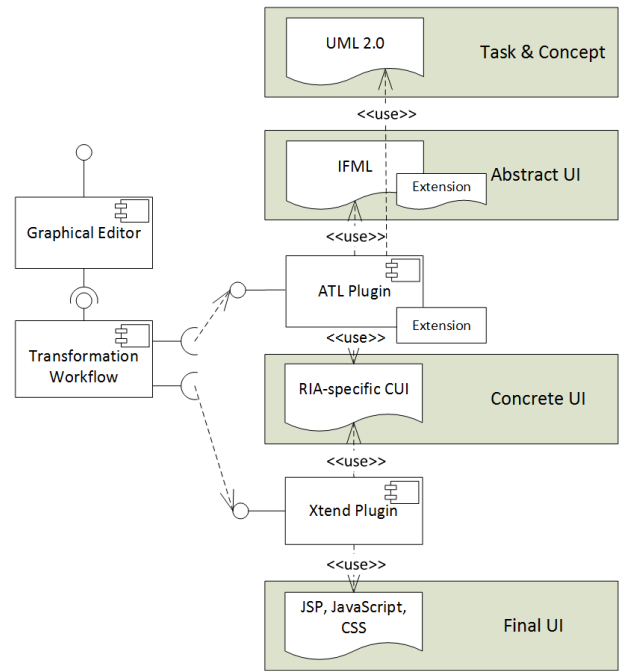 UML 2.0
Task & Concept
<<use>>
IFML
Abstract UI
Extension
Graphical Editor
<<use>>
ATL Plugin
Extension
Transformation
Workflow
<<use>>
RIA-specific CUI
Concrete UI
<<use>>
Xtend Plugin
<<use>>
JSP, JavaScript,
CSS
Final UI